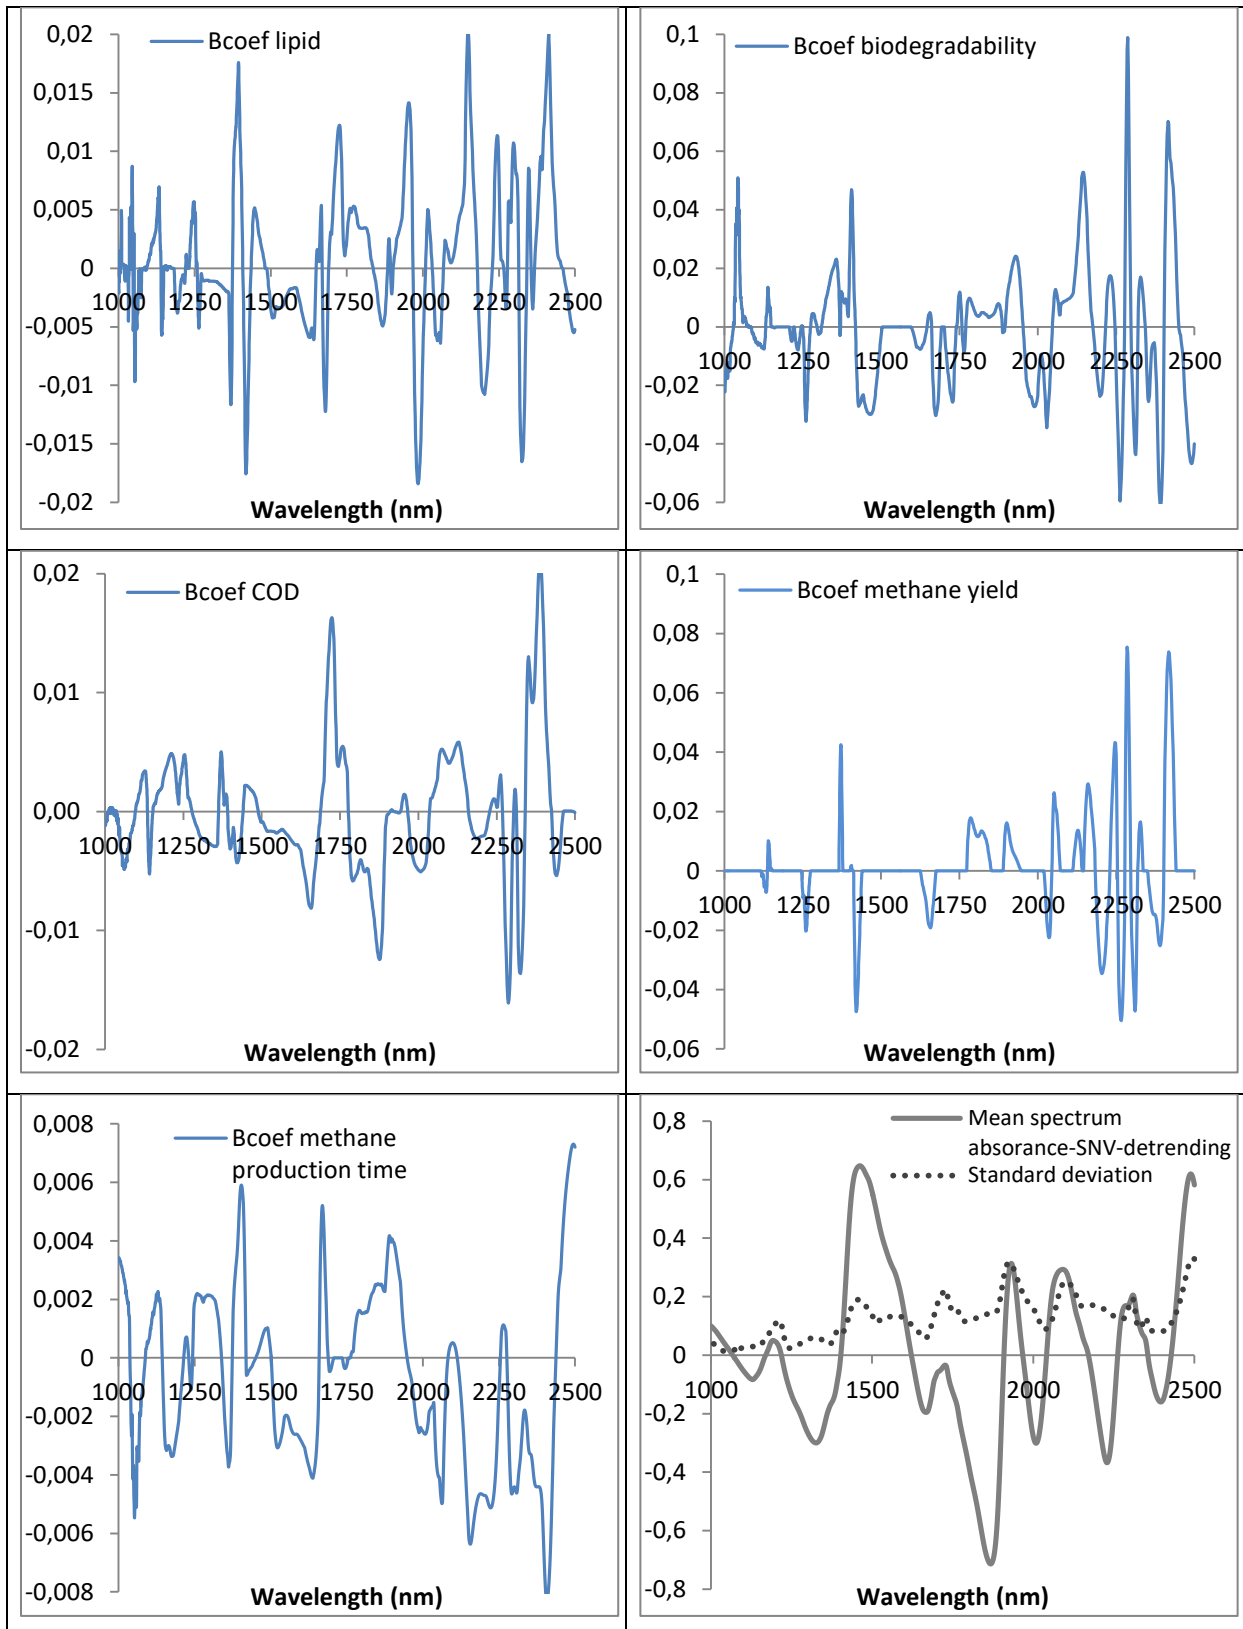 Bcoef lipid
0,02
0,015
0,01
0,005
0
-0,005
-0,01
-0,015
-0,02
1000 1250 1500 1750 2000 2250 2500
Wavelength (nm)
Bcoef biodegradability
0,1
0,08
0,06
0,04
0,02
0
-0,02
-0,04
-0,06
1000 1250 1500 1750 2000 2250 2500
Wavelength (nm)
Bcoef COD
0,02
0,01
0,00
-0,01
-0,02
1000 1250 1500 1750 2000 2250 2500
Wavelength (nm)
Bcoef methane yield
0,1
0,08
0,06
0,04
0,02
0
-0,02
-0,04
-0,06
1000 1250 1500 1750 2000 2250 2500
Wavelength (nm)
Bcoef methane
production time
0,008
0,006
0,004
0,002
0
-0,002
-0,004
-0,006
-0,008
1000 1250 1500 1750 2000 2250 2500
Wavelength (nm)
Mean spectrum
absorance-SNV-detrending
Standard deviation
0,8
0,6
0,4
0,2
0
-0,2
-0,4
-0,6
-0,8
1000 1500 2000 2500
Wavelength (nm)